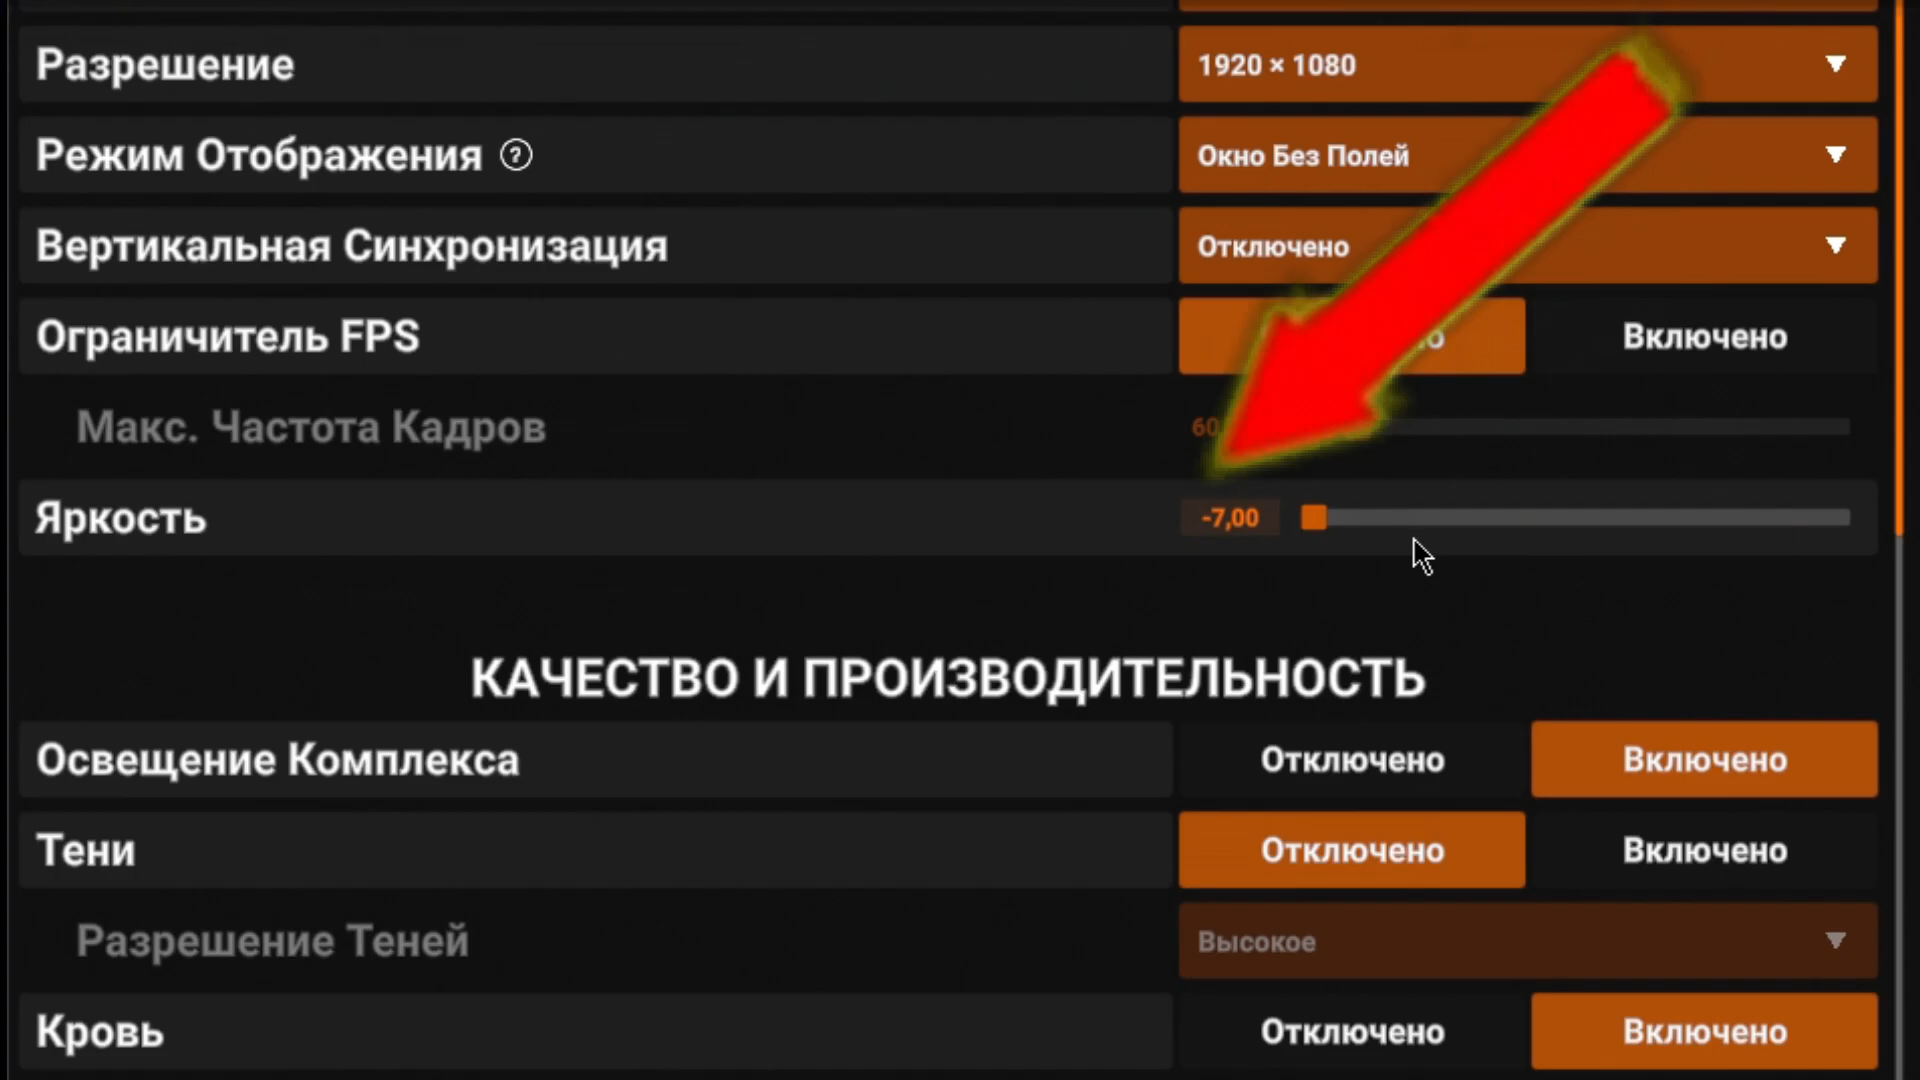 Разрешение 1920 × 1080
Режим Отображения ? Окно Без Полей
Вертикальная Синхронизация Отключено
Ограничитель FPS Включено
Макс. Частота Кадров 60
Яркость -7,00
КАЧЕСТВО И ПРОИЗВОДИТЕЛЬНОСТЬ
Освещение Комплекса Отключено Включено
Тени Отключено Включено
Разрешение Теней Высокое
Кровь Отключено Включено